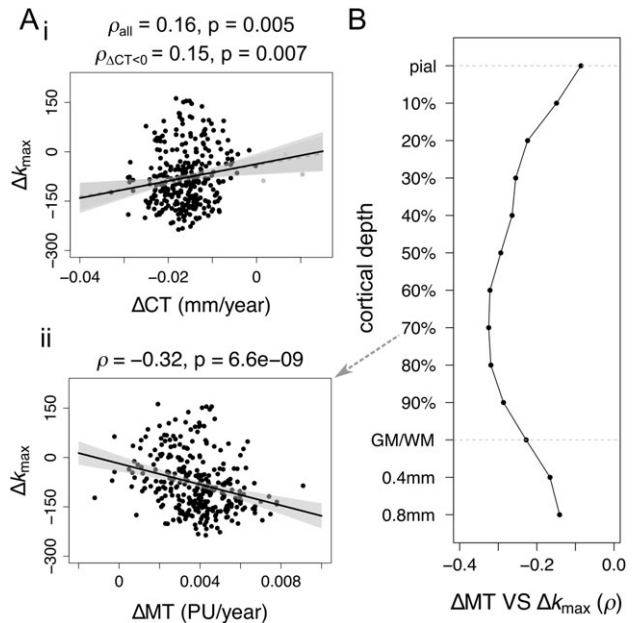 A i
ρall = 0.16, p = 0.005
ρΔCT<0 = 0.15, p = 0.007
Δkmax
150
0
−150
−300
−0.04
−0.02
0
ΔCT (mm/year)
ii
ρ = −0.32, p = 6.6e−09
Δkmax
150
0
−150
−300
0
0.004
0.008
ΔMT (PU/year)
B
cortical depth
pial
10%
20%
30%
40%
50%
60%
70%
80%
90%
GM/WM
0.4mm
0.8mm
−0.4
−0.2
0.0
ΔMT VS Δkmax (ρ)